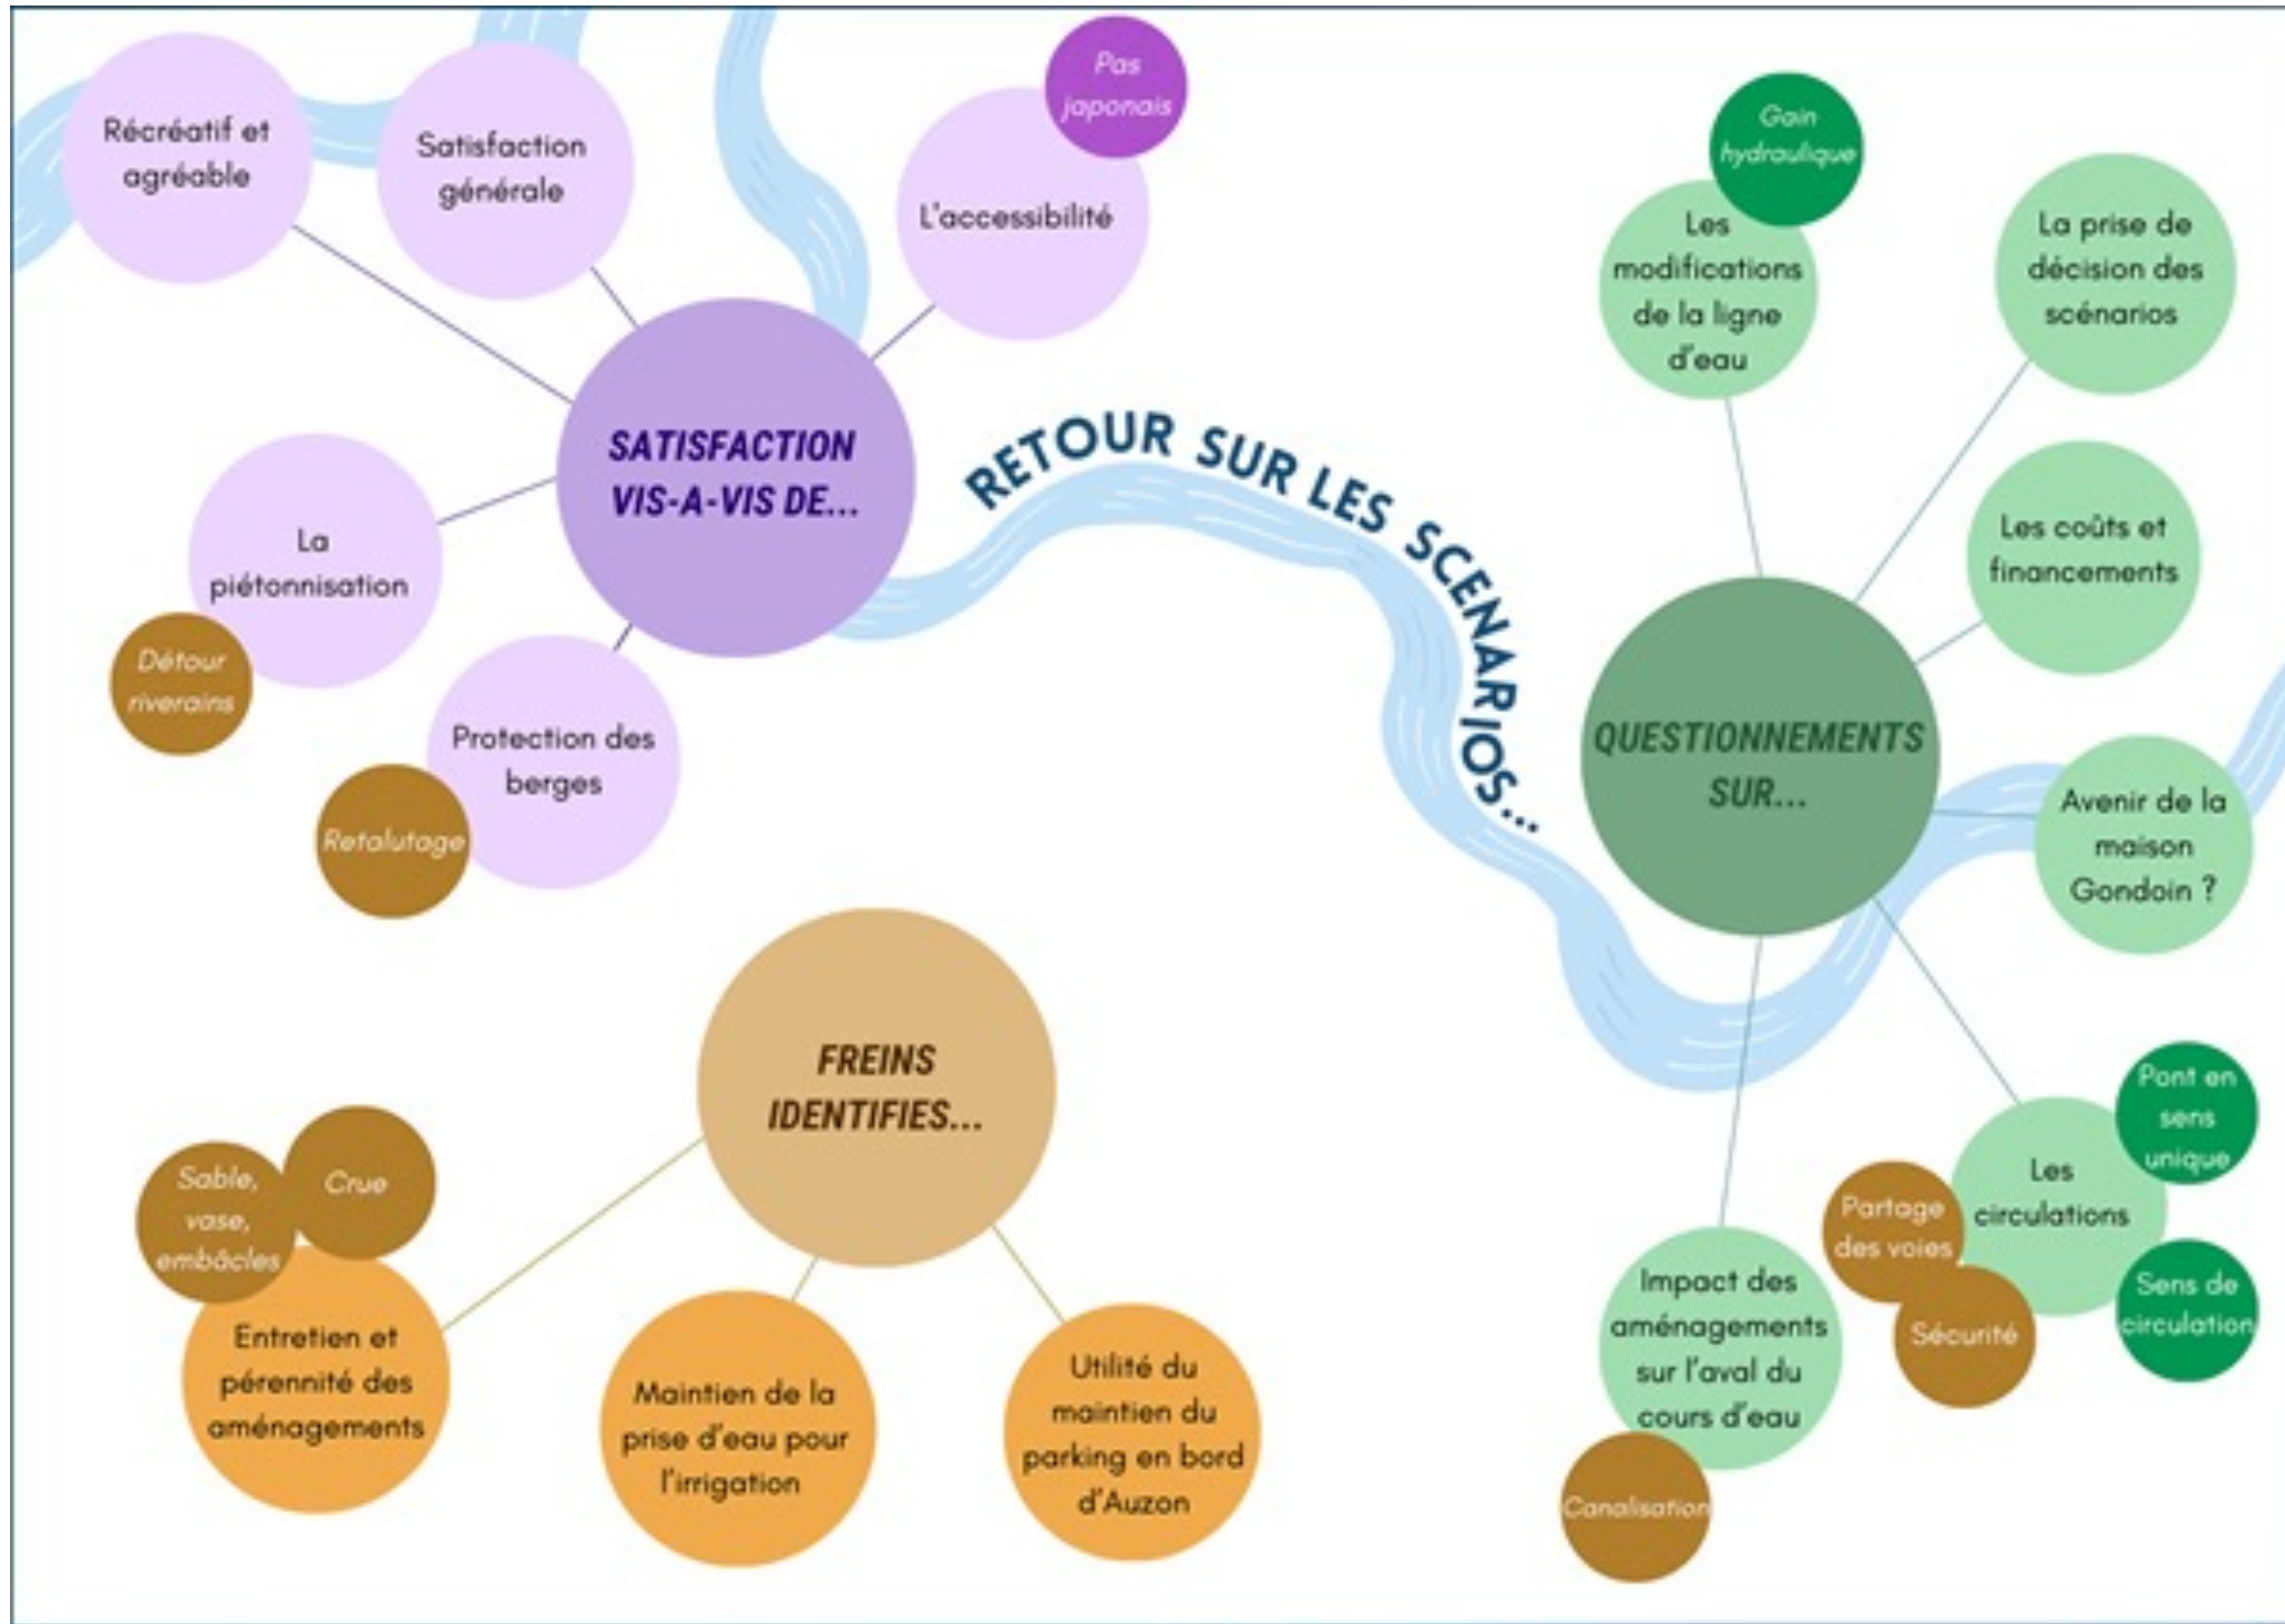 Récréatif et
agréable
Satisfaction
générale
Pas
japonais
L'accessibilité
SATISFACTION
VIS-A-VIS DE...
La
piétonnisation
Détour
riverains
Protection des
berges
Retalutage
RETOUR SUR LES SCENARIOS...
Gain
hydraulique
Les
modifications
de la ligne
d'eau
La prise de
décision des
scénarios
Les coûts et
financements
QUESTIONNEMENTS
SUR...
Avenir de la
maison
Gondoin ?
Pont en
sens
unique
Les
circulations
Partage
des voies
Sécurité
Sens de
circulation
Impact des
aménagements
sur l'aval du
cours d'eau
Canalisation
FREINS
IDENTIFIES...
Sable,
vase,
embâcles
Crue
Entretien et
pérennité des
aménagements
Maintien de la
prise d'eau pour
l'irrigation
Utilité du
maintien du
parking en bord
d'Auzon